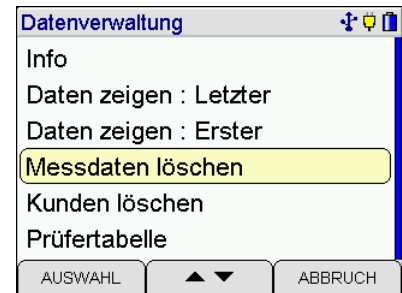 Datenverwaltung
Info
Daten zeigen : Letzter
Daten zeigen : Erster
Messdaten löschen
Kunden löschen
Prüfertabelle
AUSWAHL ABBRUCH